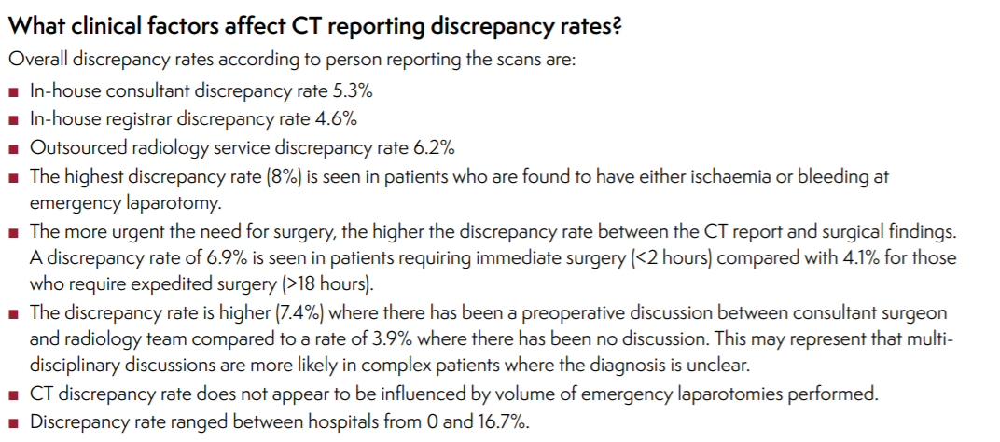 What clinical factors affect CT reporting discrepancy rates?
Overall discrepancy rates according to person reporting the scans are:
■ In-house consultant discrepancy rate 5.3%
■ In-house registrar discrepancy rate 4.6%
■ Outsourced radiology service discrepancy rate 6.2%
■ The highest discrepancy rate (8%) is seen in patients who are found to have either ischaemia or bleeding at
emergency laparotomy.
■ The more urgent the need for surgery, the higher the discrepancy rate between the CT report and surgical findings.
A discrepancy rate of 6.9% is seen in patients requiring immediate surgery (<2 hours) compared with 4.1% for those
who require expedited surgery (>18 hours).
■ The discrepancy rate is higher (7.4%) where there has been a preoperative discussion between consultant surgeon
and radiology team compared to a rate of 3.9% where there has been no discussion. This may represent that multi-
disciplinary discussions are more likely in complex patients where the diagnosis is unclear.
■ CT discrepancy rate does not appear to be influenced by volume of emergency laparotomies performed.
■ Discrepancy rate ranged between hospitals from 0 and 16.7%.